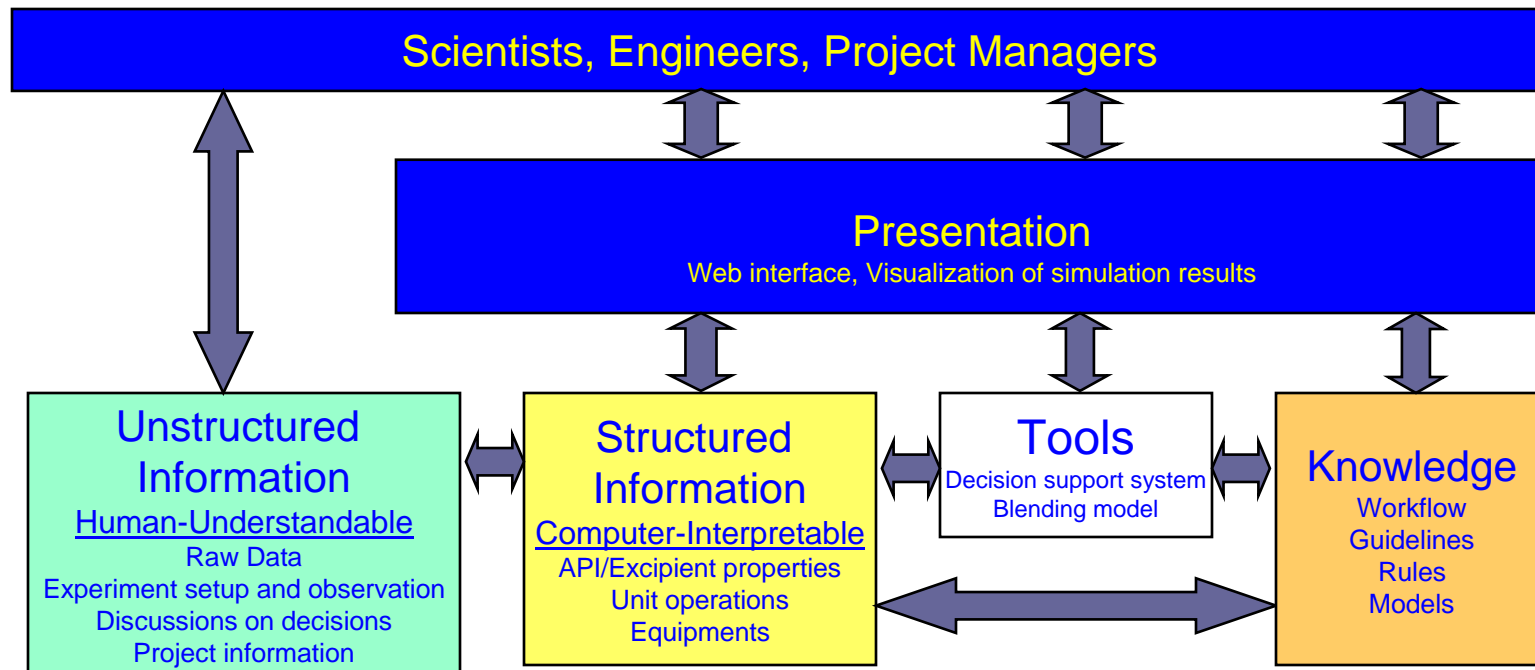 Scientists, Engineers, Project Managers
Presentation
Web interface, Visualization of simulation results
Unstructured
Information
Human-Understandable
Raw Data
Experiment setup and observation
Discussions on decisions
Project information
Structured
Information
Computer-Interpretable
API/Excipient properties
Unit operations
Equipments
Tools
Decision support system
Blending model
Knowledge
Workflow
Guidelines
Rules
Models